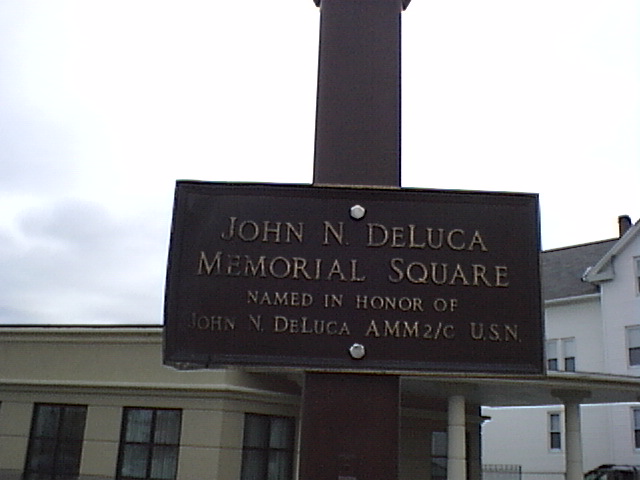 JOHN N. DELUCA
MEMORIAL SQUARE
NAMED IN HONOR OF
JOHN N. DELUCA AMM2/C U.S.N.